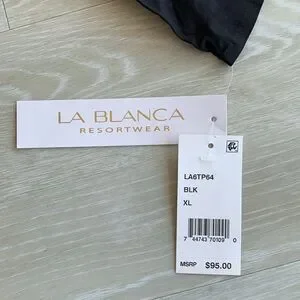 LA BLANCA
RESORTWEAR
LA6TP64
BLK
XL
7 44743 70109 0
MSRP $95.00